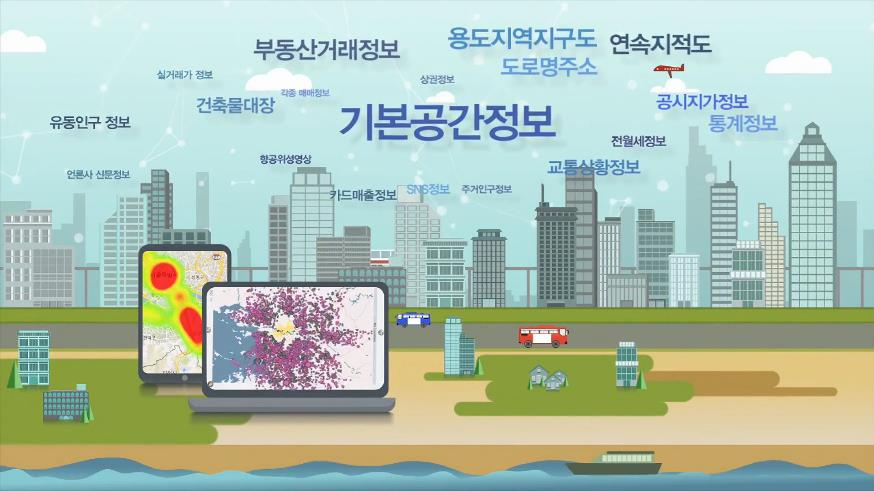 용도지역지구도
연속지적도
부동산거래정보
도로명주소
실거래가 정보
상권정보
각종 매매정보
건축물대장
공시지가정보
기본공간정보
유동인구 정보
통계정보
전월세정보
항공위성영상
교통상황정보
언론사 신문정보
카드매출정보
SNS정보
주거인구정보